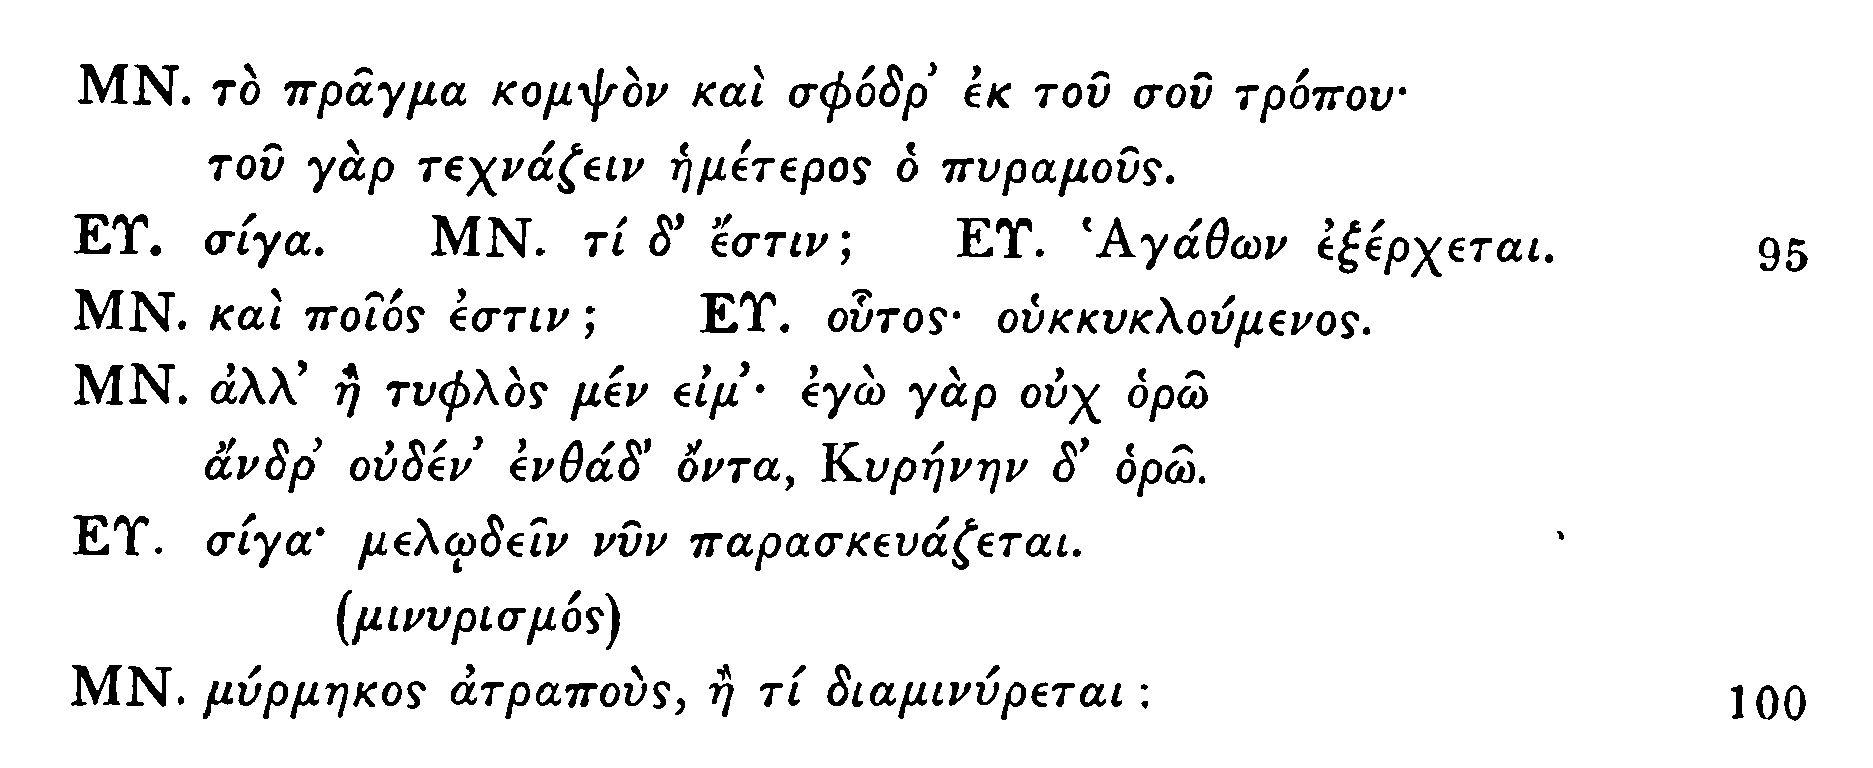 ΜΝ. τὸ πρᾶγμα κομψὸν καὶ σφόδρ’ ἐκ τοῦ σοῦ τρόπου·
τοῦ γὰρ τεχνάζειν ἡμέτερος ὁ πυραμοῦς.
ΕΥ. σίγα. ΜΝ. τί δ’ ἔστιν; ΕΥ. Ἁγάθων ἐξέρχεται. 95
ΜΝ. καὶ ποῖός ἐστιν; ΕΥ. οὗτος· οὑκκυκλούμενος.
ΜΝ. ἀλλ’ ἢ τυφλὸς μέν εἰμ’· ἐγὼ γὰρ οὐχ ὁρῶ
ἄνδρ’ οὐδέν’ ἐνθάδ’ ὄντα, Κυρήνην δ’ ὁρῶ.
ΕΥ. σίγα· μελῳδεῖν νῦν παρασκευάζεται.
(μινυρισμός)
ΜΝ. μύρμηκος ἀτραπούς, ἢ τί διαμινύρεται; 100